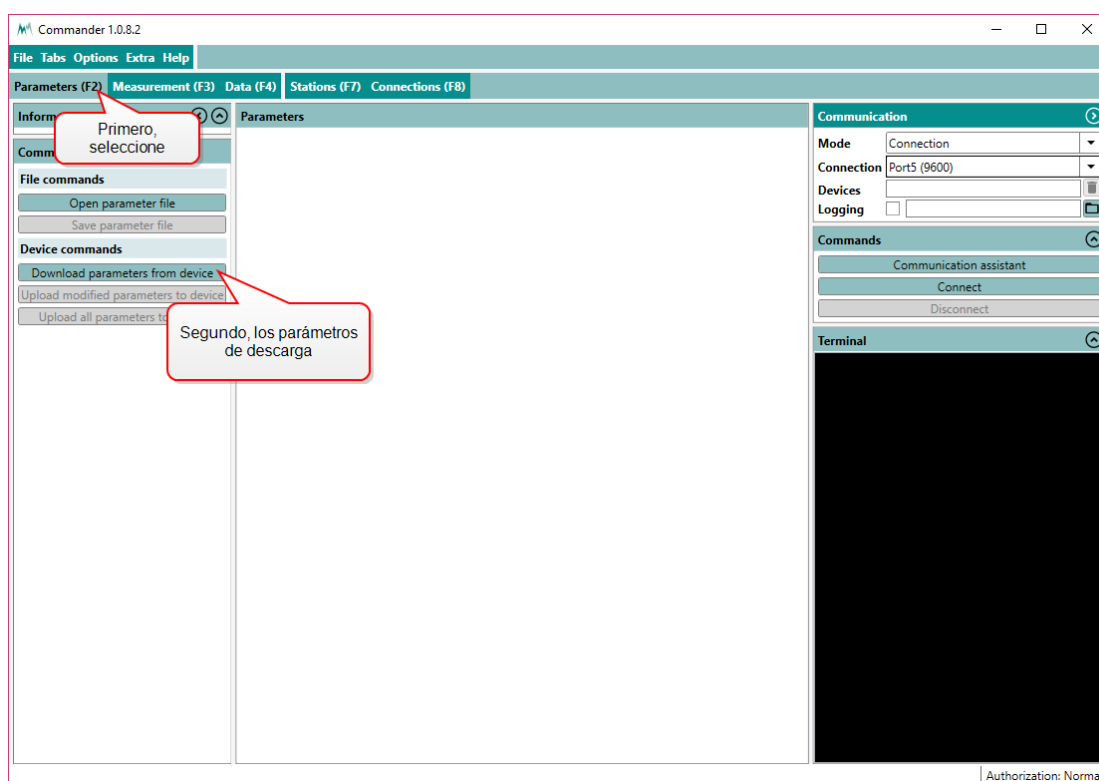 Commander 1.0.8.2
File Tabs Options Extra Help
Parameters (F2) Measurement (F3) Data (F4) Stations (F7) Connections (F8)
Primero,
seleccione
Parameters
File commands
Open parameter file
Save parameter file
Device commands
Download parameters from device
Upload modified parameters to device
Upload all parameters
Segundo, los parámetros
de descarga
Communication
Mode Connection
Connection Port5 (9600)
Devices
Logging
Commands
Communication assistant
Connect
Disconnect
Terminal
Authorization: Norma